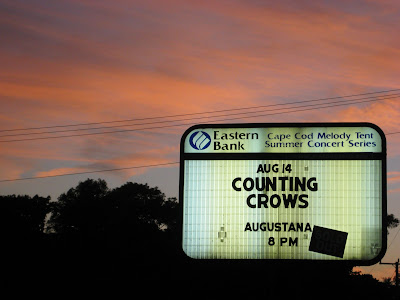 Eastern Bank
Cape Cod Melody Tent
Summer Concert Series
AUG 14
COUNTING
CROWS
AUGUSTANA
8 PM